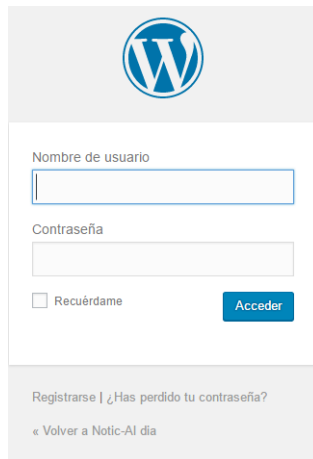 Nombre de usuario
Contraseña
Recuérdame
Acceder
Registrarse | ¿Has perdido tu contraseña?
« Volver a Notic-Al dia